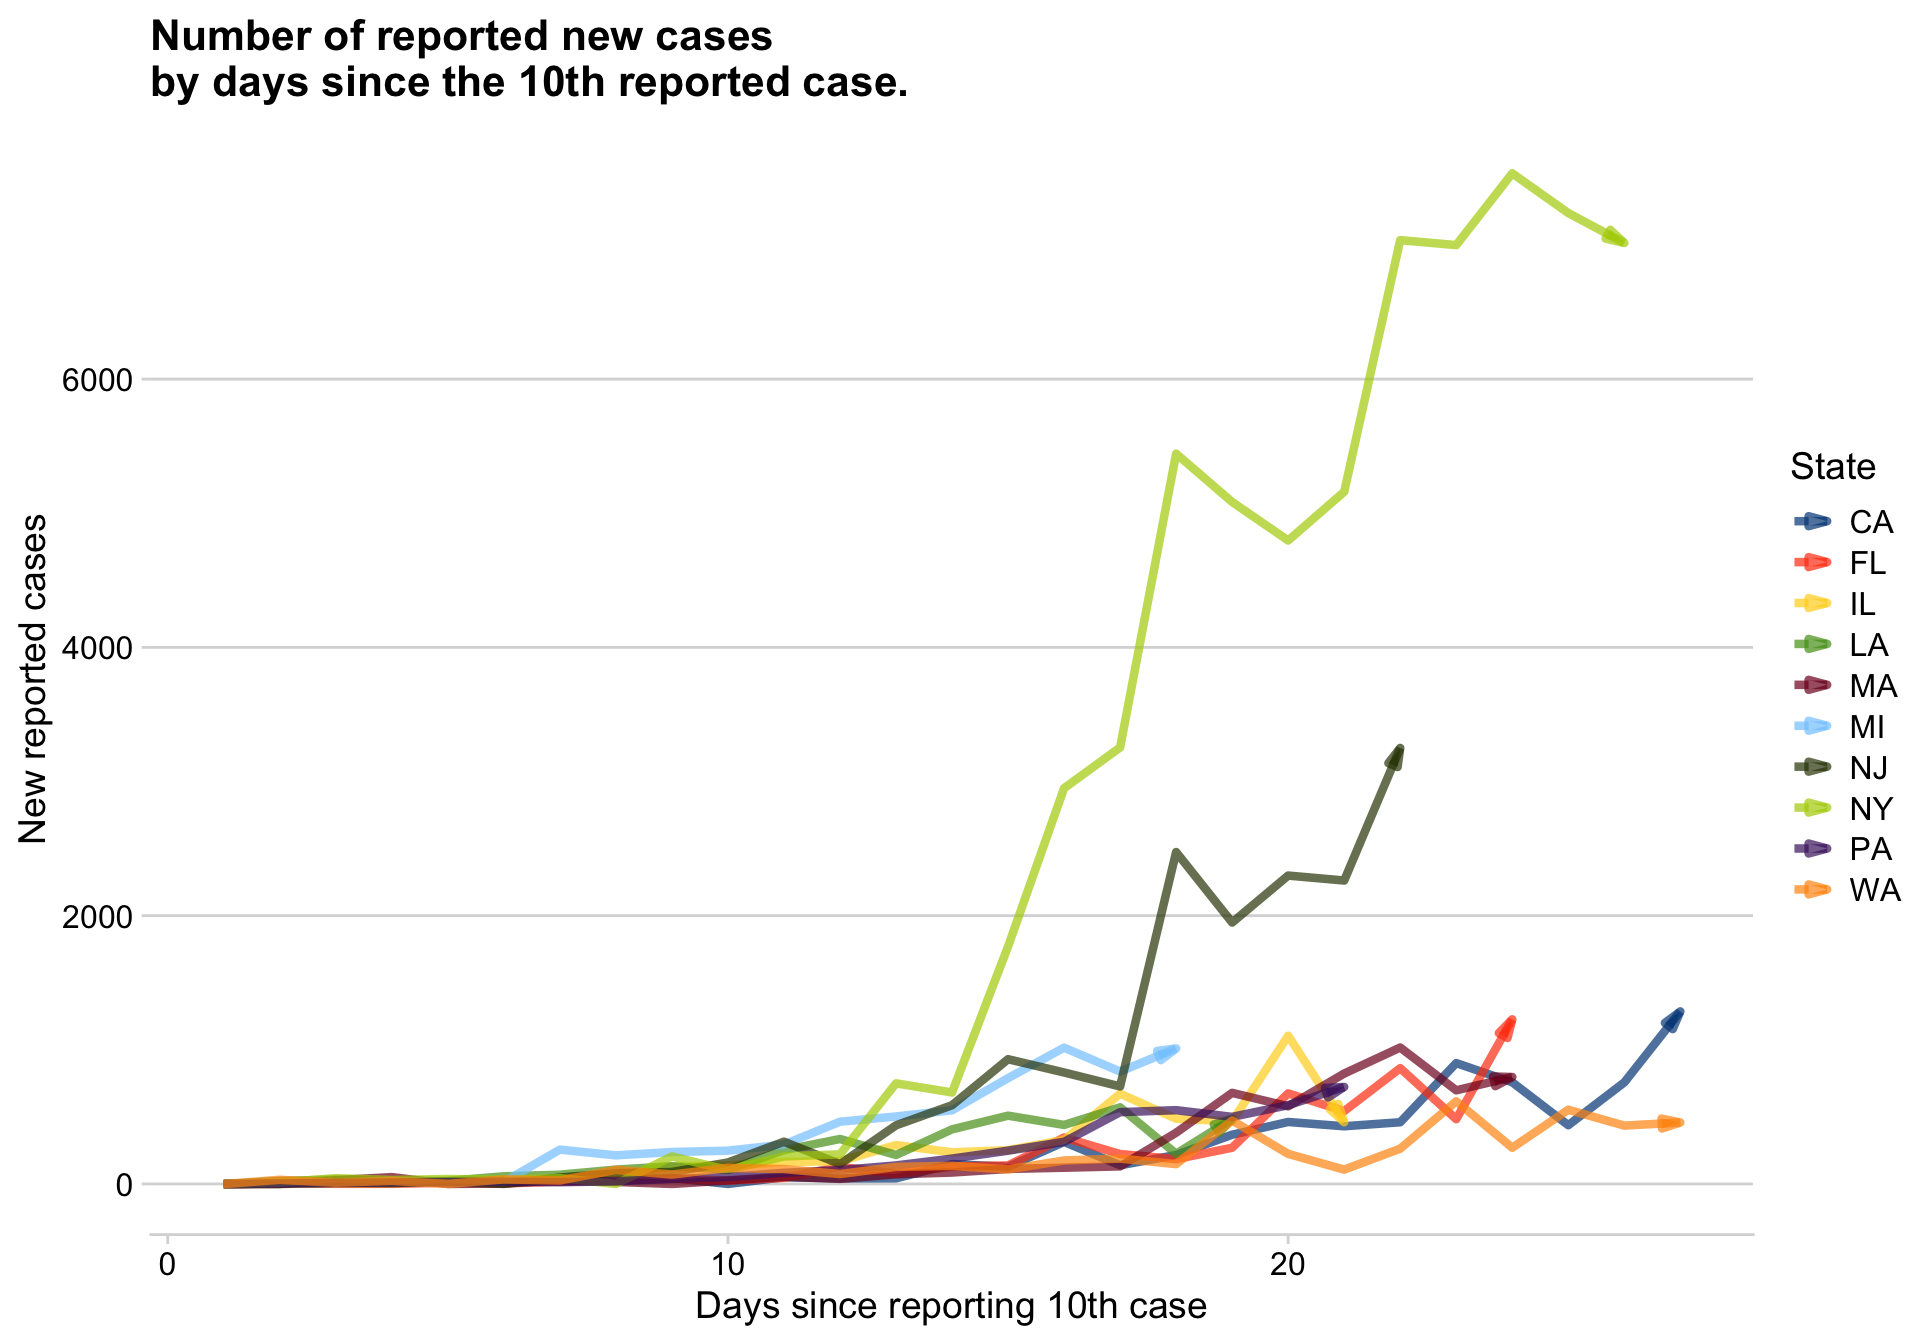 Number of reported new cases
by days since the 10th reported case.
New reported cases
6000
4000
2000
0
0 10 20
Days since reporting 10th case
State
CA
FL
IL
LA
MA
MI
NJ
NY
PA
WA